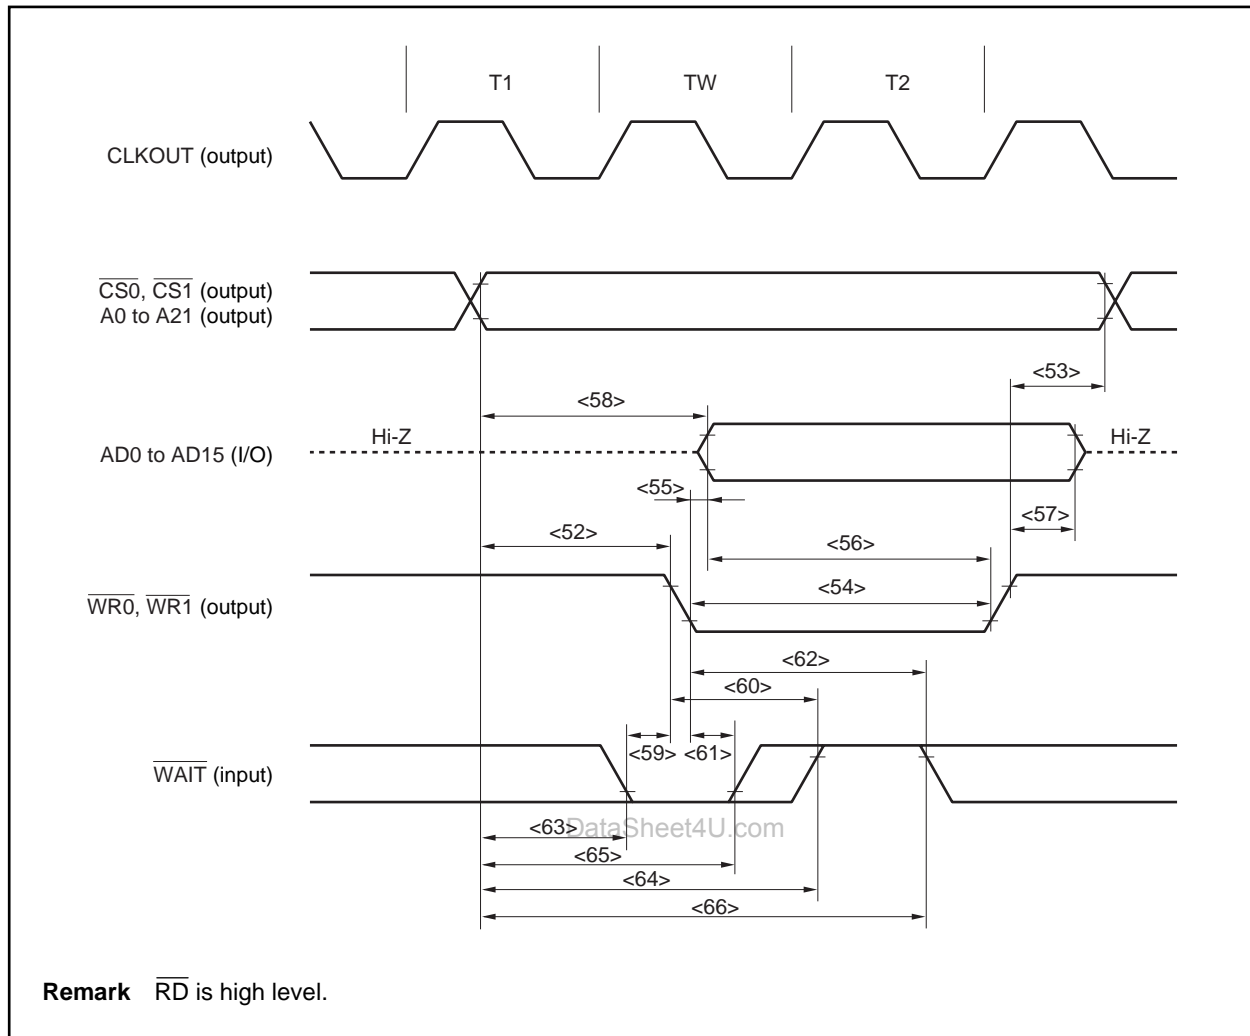 T1 TW T2
CLKOUT (output)
CS0, CS1 (output)
A0 to A21 (output)
<53>
<58>
Hi-Z Hi-Z
AD0 to AD15 (I/O)
<55>
<57>
<52> <56>
<54>
WR0, WR1 (output)
<62>
<60>
<59> <61>
WAIT (input)
<63>
DataSheet4U.com
<65>
<64>
<66>
Remark RD is high level.